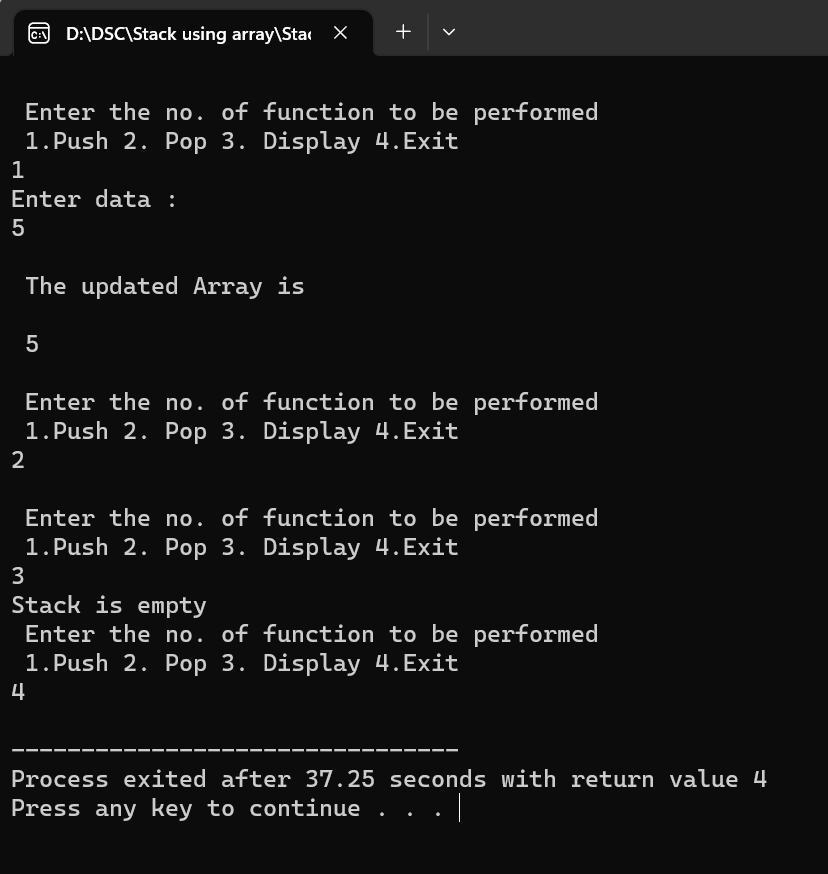 D:\DSC\Stack using array\Stac
Enter the no. of function to be performed
1.Push 2. Pop 3. Display 4.Exit
1
Enter data :
5
The updated Array is
5
Enter the no. of function to be performed
1.Push 2. Pop 3. Display 4.Exit
2
Enter the no. of function to be performed
1.Push 2. Pop 3. Display 4.Exit
3
Stack is empty
Enter the no. of function to be performed
1.Push 2. Pop 3. Display 4.Exit
4
--------------------------------
Process exited after 37.25 seconds with return value 4
Press any key to continue . . .